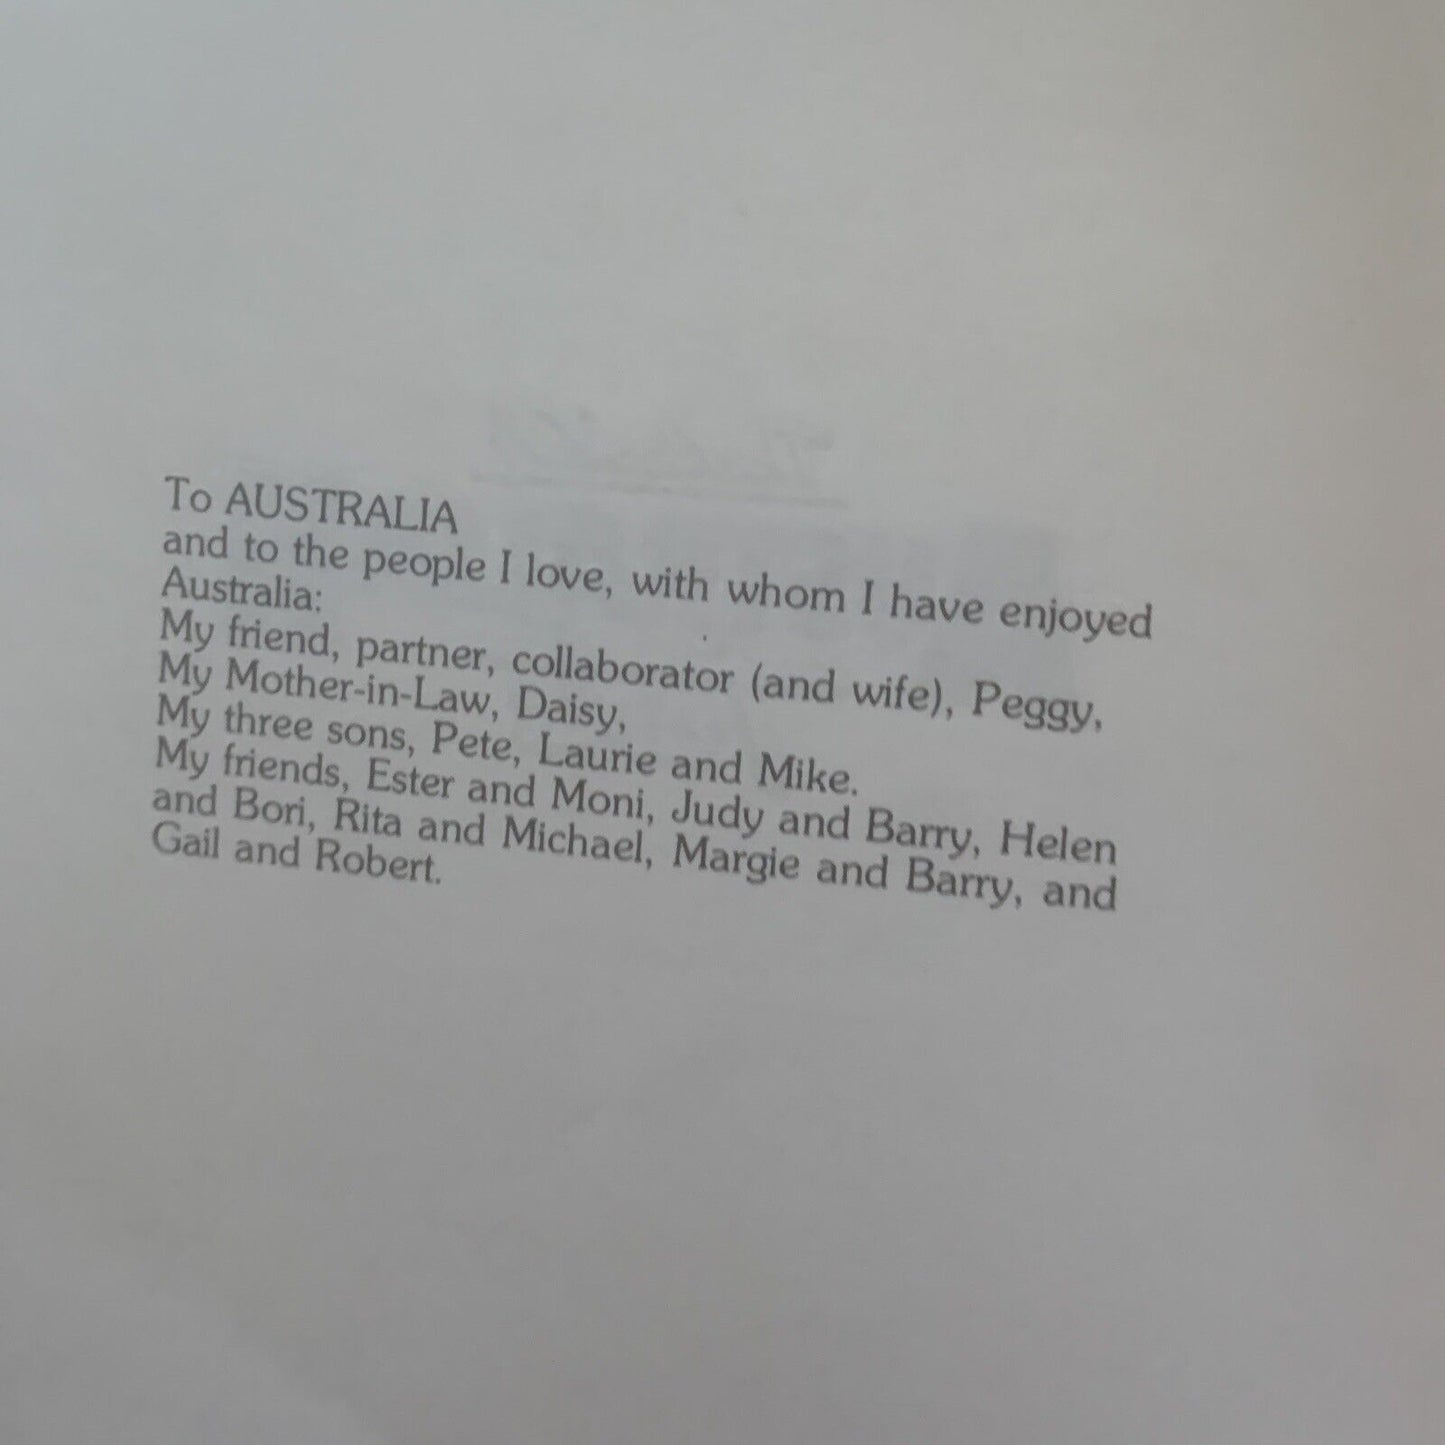 To AUSTRALIA
and to the people I love, with whom I have enjoyed
Australia:
My friend, partner, collaborator (and wife), Peggy,
My Mother-in-Law, Daisy,
My three sons, Pete, Laurie and Mike.
My friends, Ester and Moni, Judy and Barry, Helen
and Bori, Rita and Michael, Margie and Barry, and
Gail and Robert.